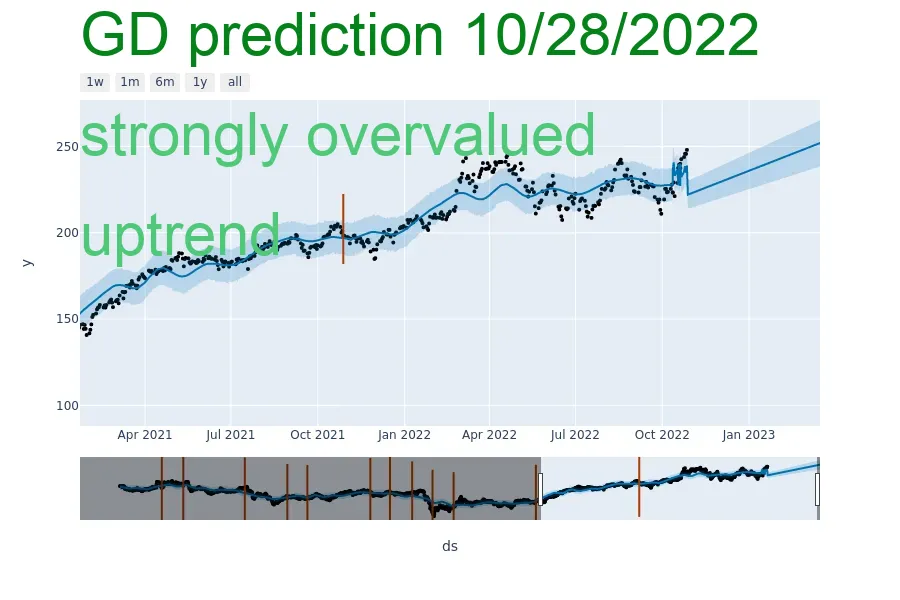 GD prediction 10/28/2022
1w 1m 6m 1y all
strongly overvalued
250
uptrend
200
y
150
100
Apr 2021 Jul 2021 Oct 2021 Jan 2022 Apr 2022 Jul 2022 Oct 2022 Jan 2023
ds